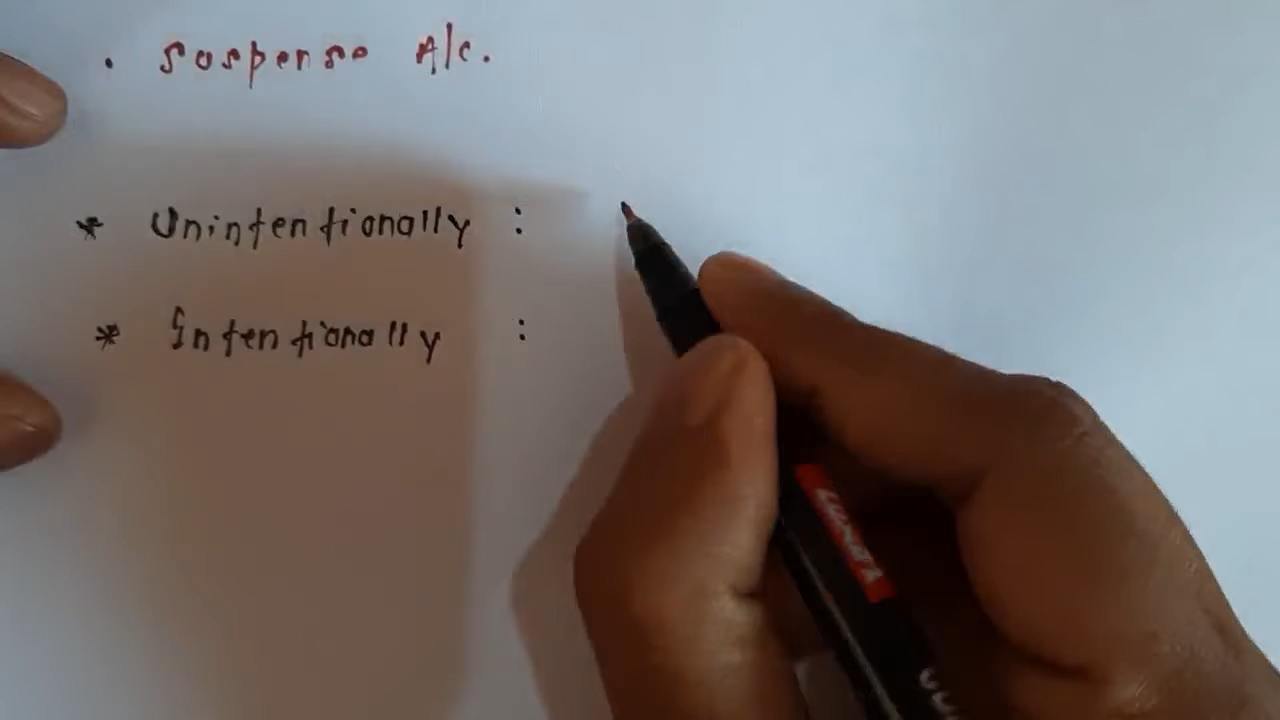 . Suspense A/c.
* Unintentionally :
* Intentionally :